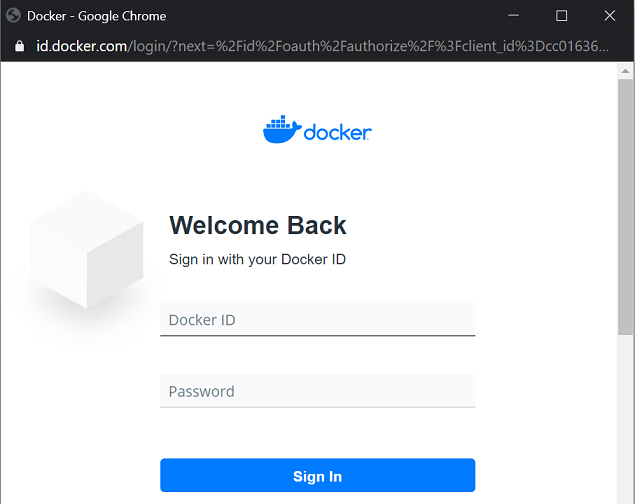 Docker - Google Chrome
id.docker.com/login/?next=%2Fid%2Foauth%2Fauthorize%2F%3Fclient_id%3Dcc01636...
docker
Welcome Back
Sign in with your Docker ID
Docker ID
Password
Sign In